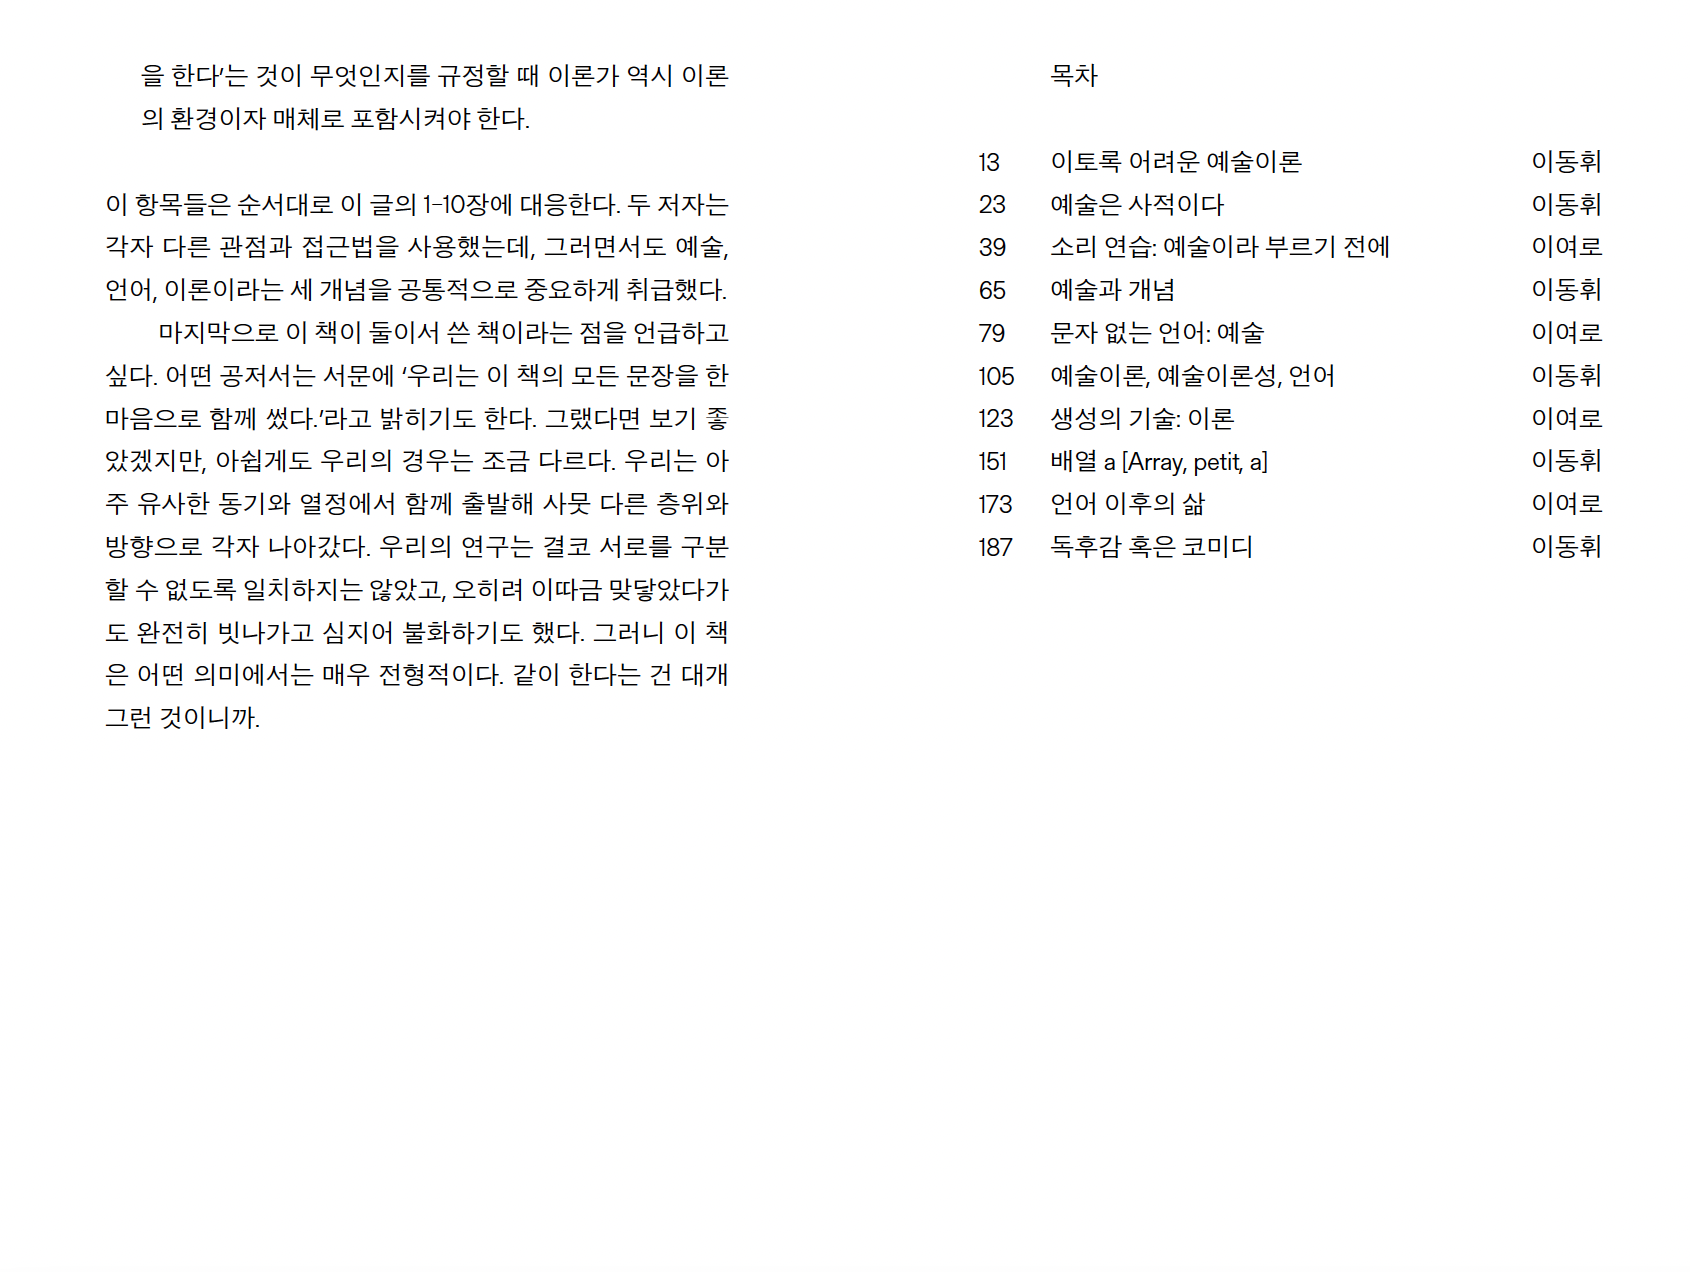 을 한다’는 것이 무엇인지를 규정할 때 이론가 역시 이론
의 환경이자 매체로 포함시켜야 한다.
이 항목들은 순서대로 이 글의 1–10장에 대응한다. 두 저자는
각자 다른 관점과 접근법을 사용했는데, 그러면서도 예술,
언어, 이론이라는 세 개념을 공통적으로 중요하게 취급했다.
마지막으로 이 책이 둘이서 쓴 책이라는 점을 언급하고
싶다. 어떤 공저서는 서문에 ‘우리는 이 책의 모든 문장을 한
마음으로 함께 썼다.’라고 밝히기도 한다. 그랬다면 보기 좋
았겠지만, 아쉽게도 우리의 경우는 조금 다르다. 우리는 아
주 유사한 동기와 열정에서 함께 출발해 사뭇 다른 층위와
방향으로 각자 나아갔다. 우리의 연구는 결코 서로를 구분
할 수 없도록 일치하지는 않았고, 오히려 이따금 맞닿았다가
도 완전히 빗나가고 심지어 불화하기도 했다. 그러니 이 책
은 어떤 의미에서는 매우 전형적이다. 같이 한다는 건 대개
그런 것이니까.
목차
13 이토록 어려운 예술이론 이동휘
23 예술은 사적이다 이동휘
39 소리 연습: 예술이라 부르기 전에 이여로
65 예술과 개념 이동휘
79 문자 없는 언어: 예술 이여로
105 예술이론, 예술이론성, 언어 이동휘
123 생성의 기술: 이론 이여로
151 배열 a [Array, petit, a] 이동휘
173 언어 이후의 삶 이여로
187 독후감 혹은 코미디 이동휘